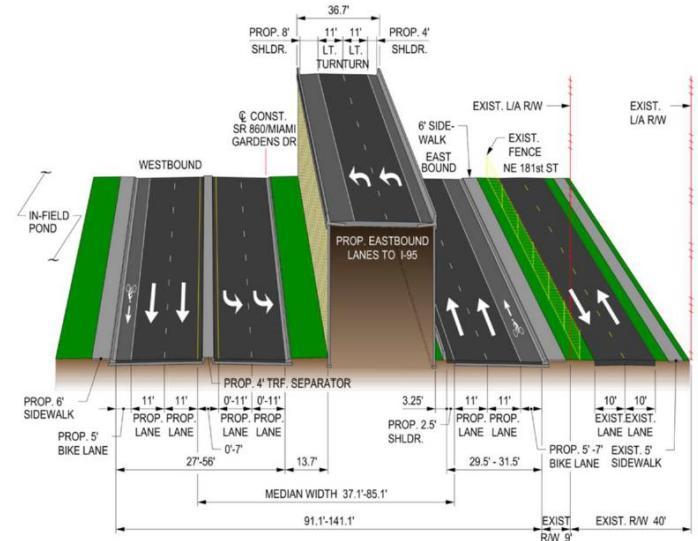 36.7'
PROP. 8' 11' 11' PROP. 4'
SHLDR. LT. LT. SHLDR.
TURN TURN
℄ CONST.
SR 860/MIAMI
GARDENS DR
WESTBOUND
6' SIDE-
WALK
EAST
BOUND
EXIST.
FENCE
NE 181st ST
EXIST.
L/A R/W
EXIST.
L/A R/W
IN-FIELD
POND
PROP. EASTBOUND
LANES TO I-95
PROP. 6'
SIDEWALK
PROP. 5'
BIKE LANE
11' 11'
PROP. PROP.
LANE LANE
PROP. 4' TRF. SEPARATOR
0'-7'
0'-11' 0'-11'
PROP. PROP.
LANE LANE
3.25'
PROP. 2.5'
SHLDR.
11' 11'
PROP. PROP.
LANE LANE
PROP. 5' -7'
BIKE LANE
10' 10'
EXIST. EXIST.
LANE LANE
EXIST. 5'
SIDEWALK
27'-56' 13.7' 29.5' - 31.5'
MEDIAN WIDTH 37.1'-85.1'
91.1'-141.1'
EXIST
R/W 9'
EXIST. R/W 40'